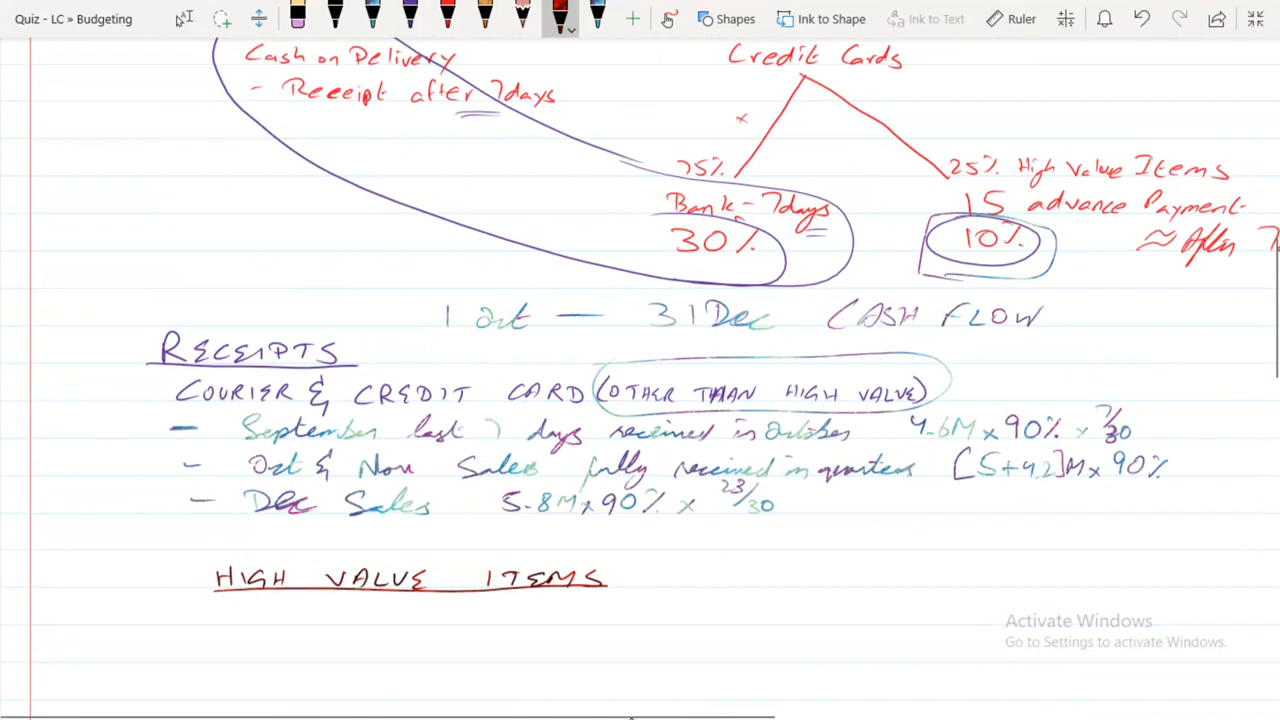 Quiz - LC » Budgeting
Shapes
Ink to Shape
Ink to Text
Ruler
Cash on Delivery
- Receipt after 7days
Credit Cards
x
75%
25% High Value Items
Bank - 7days
15 advance Payment
30%
10%
≈ After 7
1 Oct — 31 Dec CASH FLOW
RECEIPTS
COURIER & CREDIT CARD (OTHER THAN HIGH VALUE)
- September last 7 days received in October 4.6M x 90% x 7/30
- Oct & Nov Sales fully received in quarters [5+4.2]M x 90%
- Dec Sales 5.8M x 90% x 23/30
HIGH VALUE ITEMS
Activate Windows
Go to Settings to activate Windows.